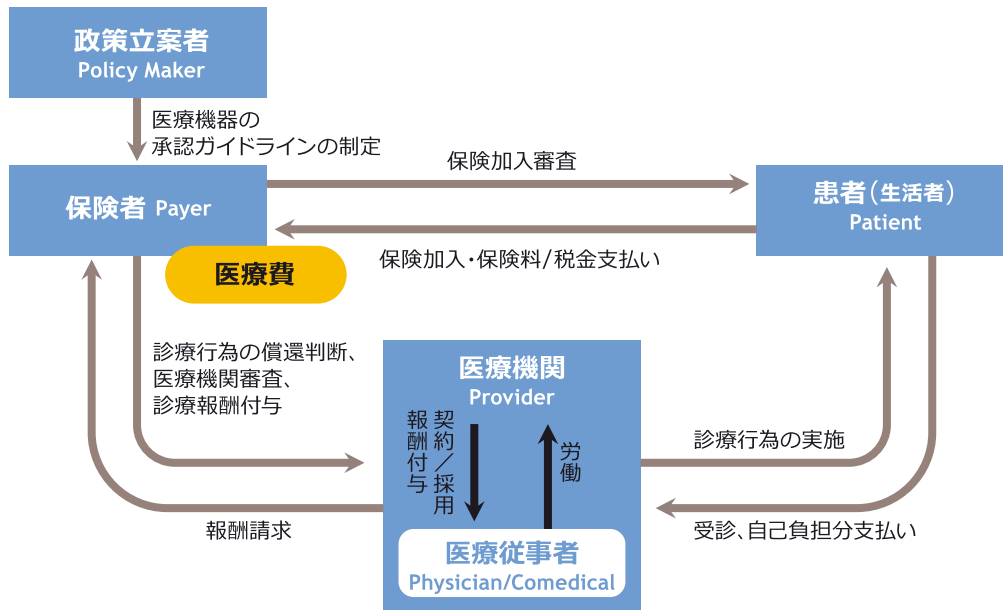 政策立案者
Policy Maker
医療機器の
承認ガイドラインの制定
保険加入審査
保険者 Payer
患者（生活者）
Patient
保険加入・保険料/税金支払い
医療費
診療行為の償還判断、
医療機関審査、
診療報酬付与
医療機関
Provider
契約／採用
報酬付与
労働
診療行為の実施
報酬請求
受診、自己負担分支払い
医療従事者
Physician/Comedical